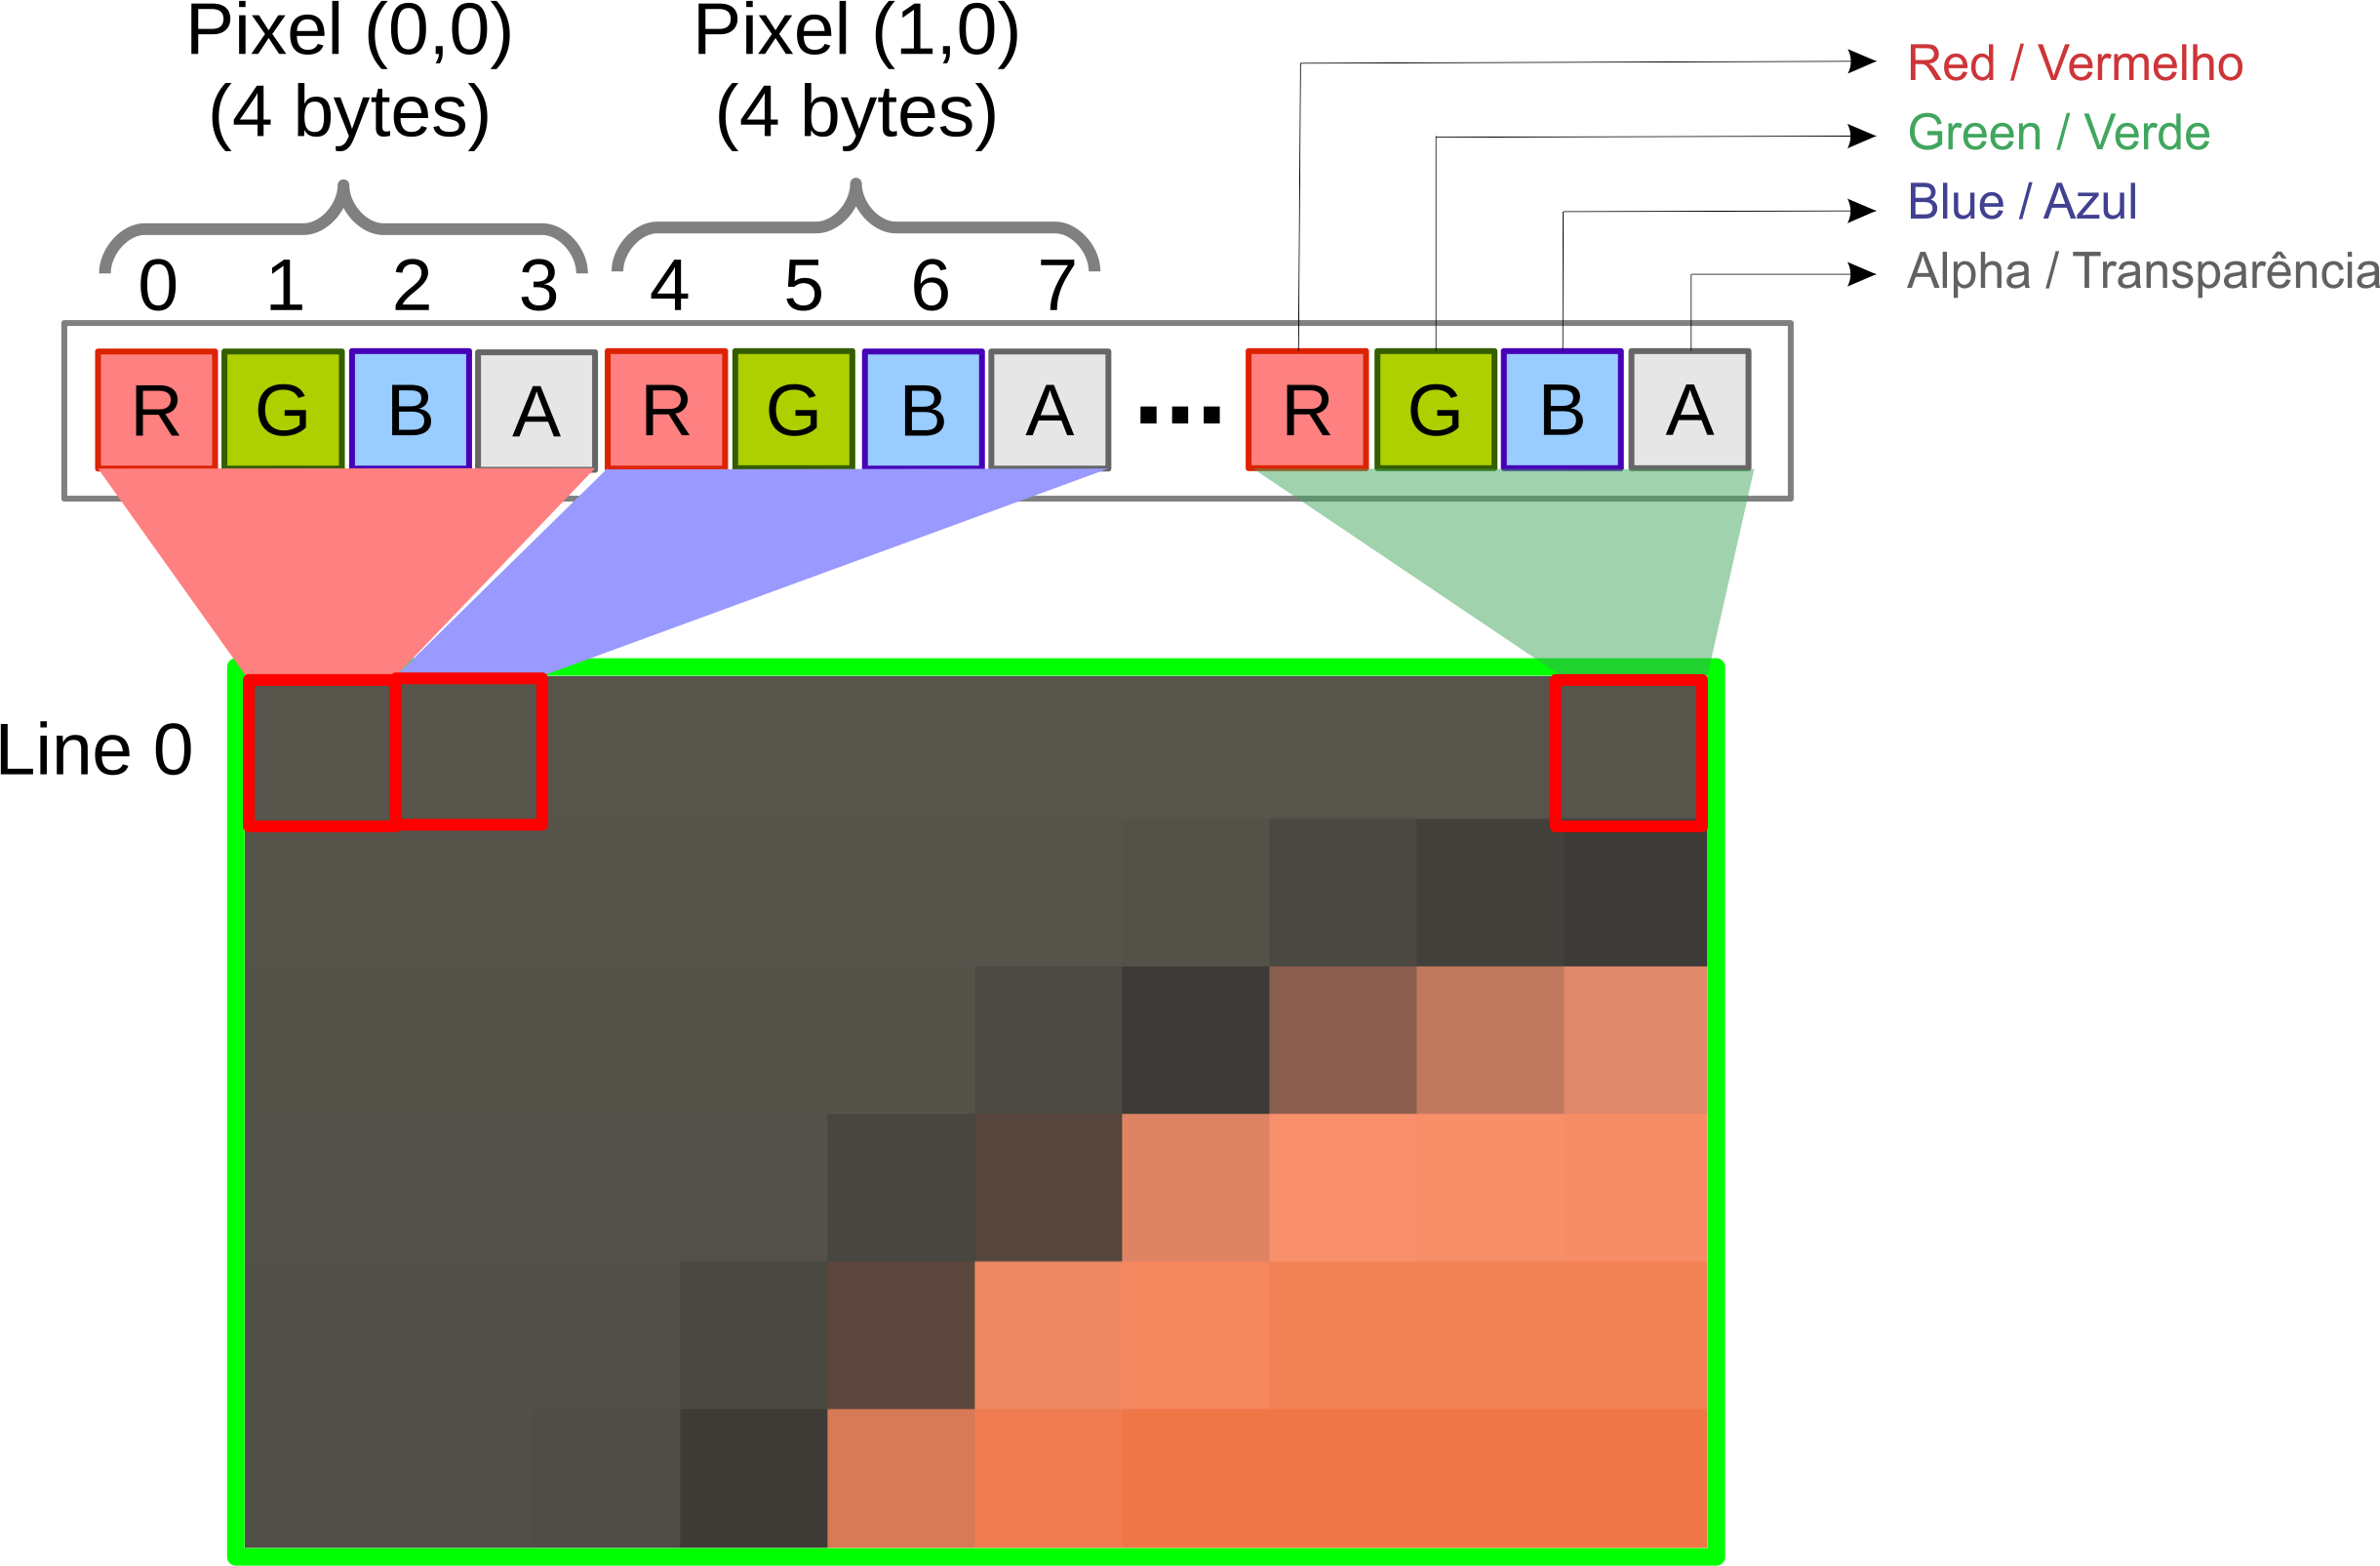 Pixel (0,0)
(4 bytes)
Pixel (1,0)
(4 bytes)
Red / Vermelho
Green / Verde
Blue / Azul
Alpha / Transparência
0 1 2 3 4 5 6 7
R G B A R G B A ... R G B A
Line 0